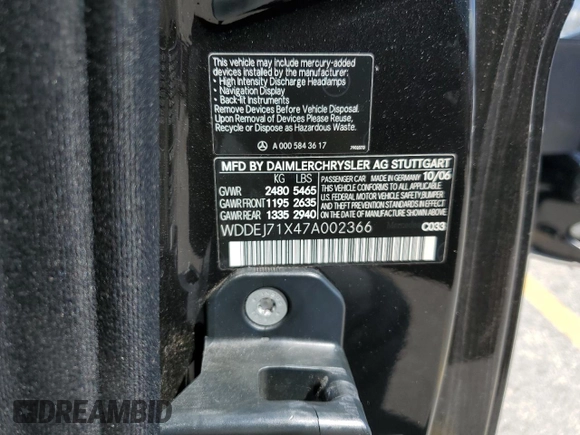 This vehicle may include mercury-added
devices installed by the manufacturer:
• High Intensity Discharge Headlamps
• Navigation Display
• Back-lit Instruments
Remove Devices Before Vehicle Disposal.
Upon Removal of Devices Please Reuse,
Recycle or Dispose as Hazardous Waste.
A 000 584 36 17
MFD BY DAIMLERCHRYSLER AG STUTTGART
KG LBS PASSENGER CAR MADE IN GERMANY 10/06
GVWR 2480 5465 THIS VEHICLE CONFORMS TO ALL APPLICABLE
GAWR FRONT 1195 2635 FEDERAL MOTOR VEHICLE SAFETY, BUMPER,
GAWR REAR 1335 2940 AND THEFT PREVENTION STANDARDS IN EFFECT ON THE DATE OF MANUFACTURE SHOWN ABOVE.
WDDEJ71X47A002366 C033
DREAMBID